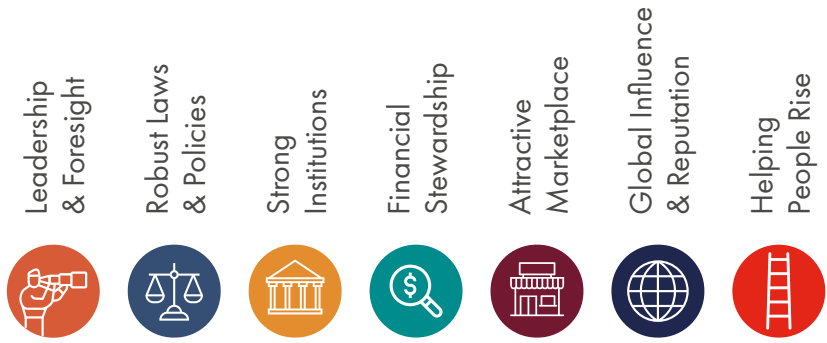 Leadership
& Foresight
Robust Laws
& Policies
Strong
Institutions
Financial
Stewardship
Attractive
Marketplace
Global Influence
& Reputation
Helping
People Rise
$